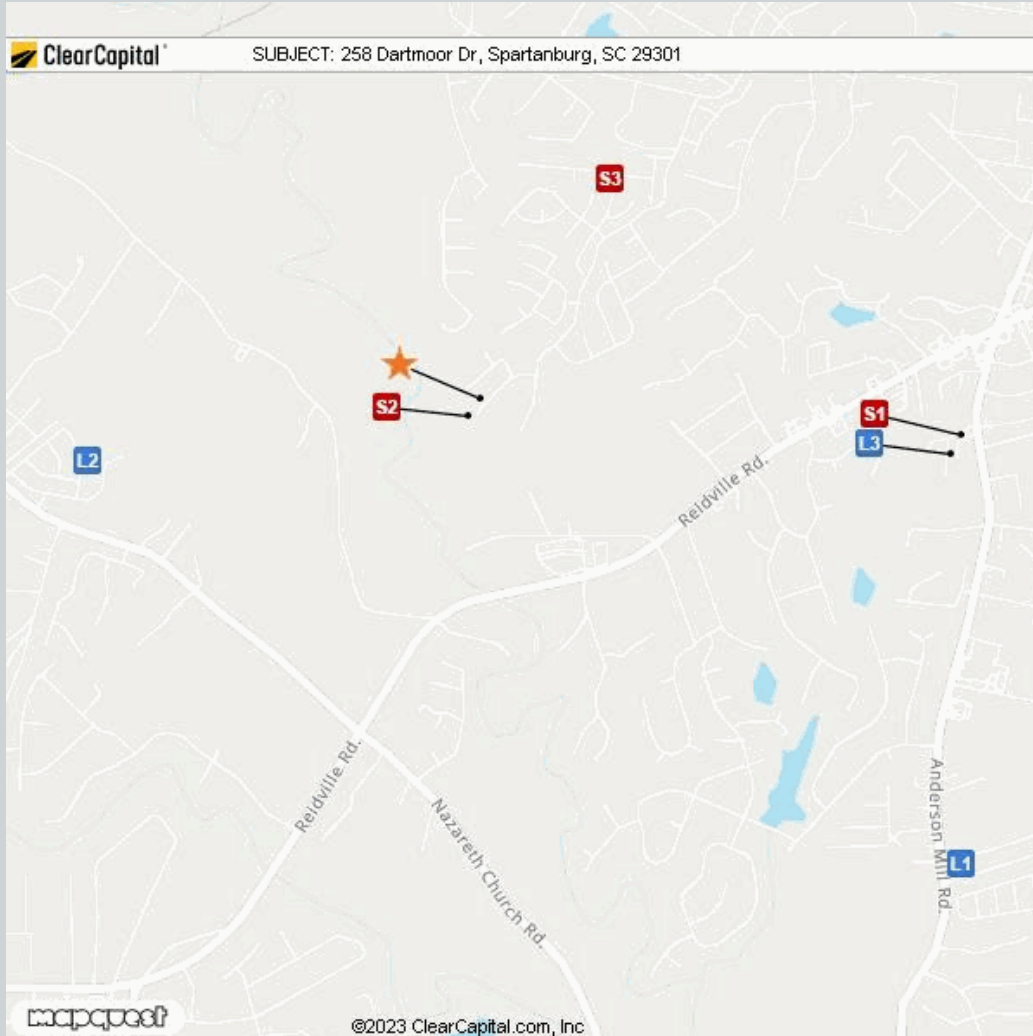 ClearCapital SUBJECT: 258 Dartmoor Dr, Spartanburg, SC 29301
S3
S2
S1
L3
L2
Reidville Rd.
Reidville Rd.
Nazareth Church Rd.
Anderson Mill Rd.
L1
mapquest
©2023 ClearCapital.com, Inc